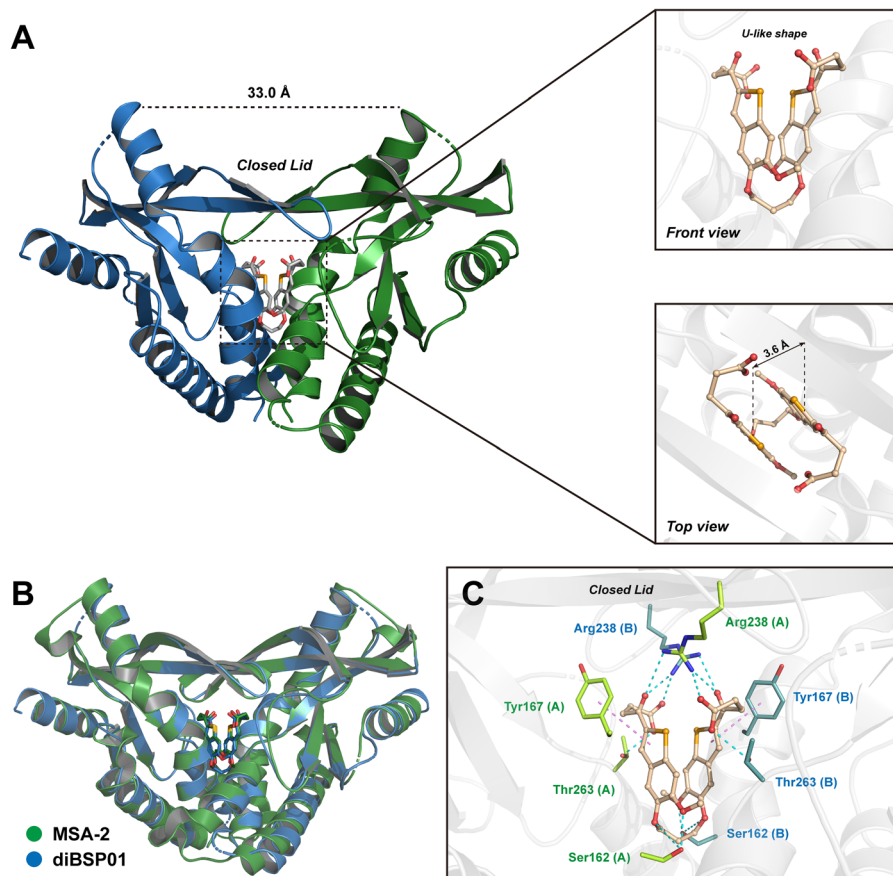 A
33.0 Å
Closed Lid
U-like shape
Front view
3.6 Å
Top view
B
MSA-2
diBSP01
C
Closed Lid
Arg238 (B)
Arg238 (A)
Tyr167 (A)
Tyr167 (B)
Thr263 (A)
Thr263 (B)
Ser162 (B)
Ser162 (A)